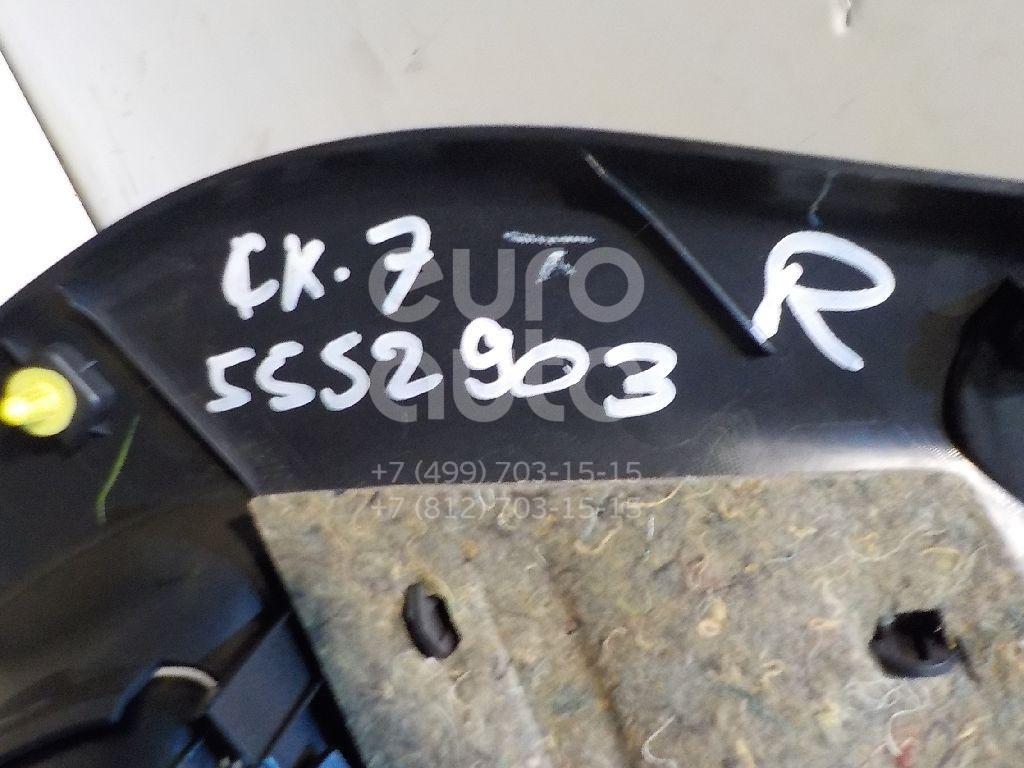 CX.7
5552903
R
euro
auto
+7 (499) 703-15-15
+7 (812) 703-15-15